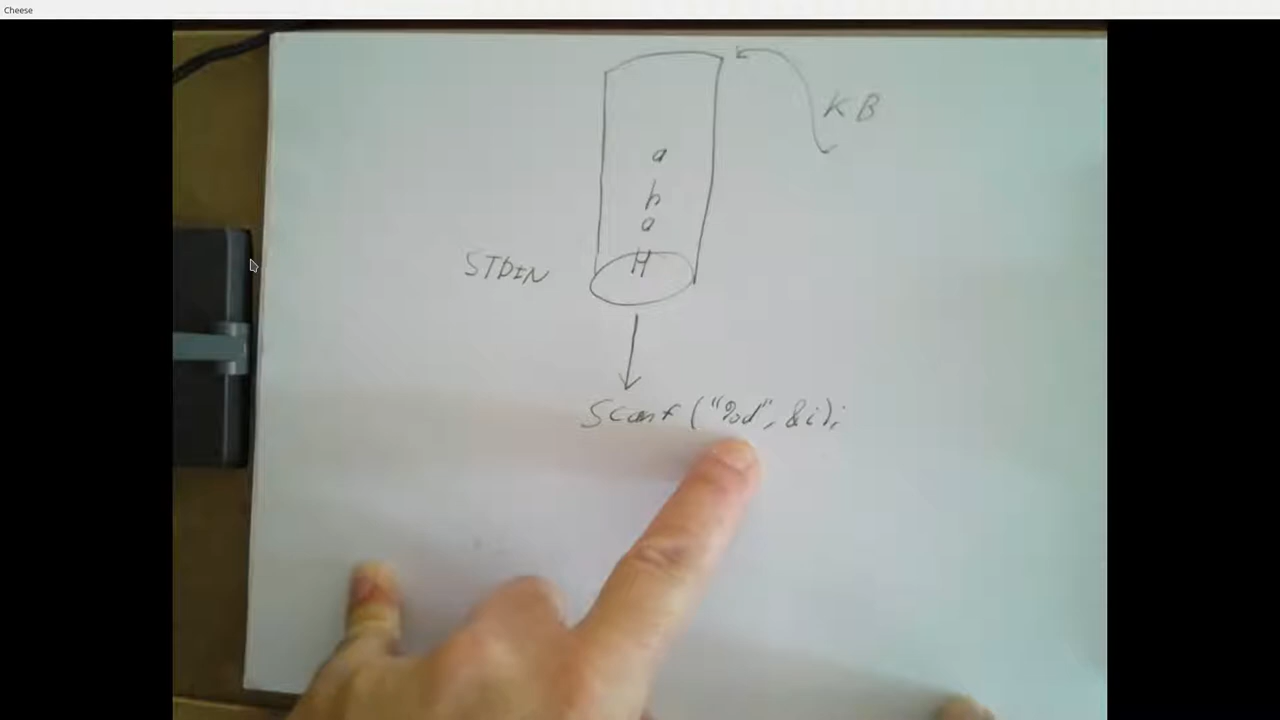 Cheese
KB
a
h
a
H
STDIN
Scanf ("%d", &i);